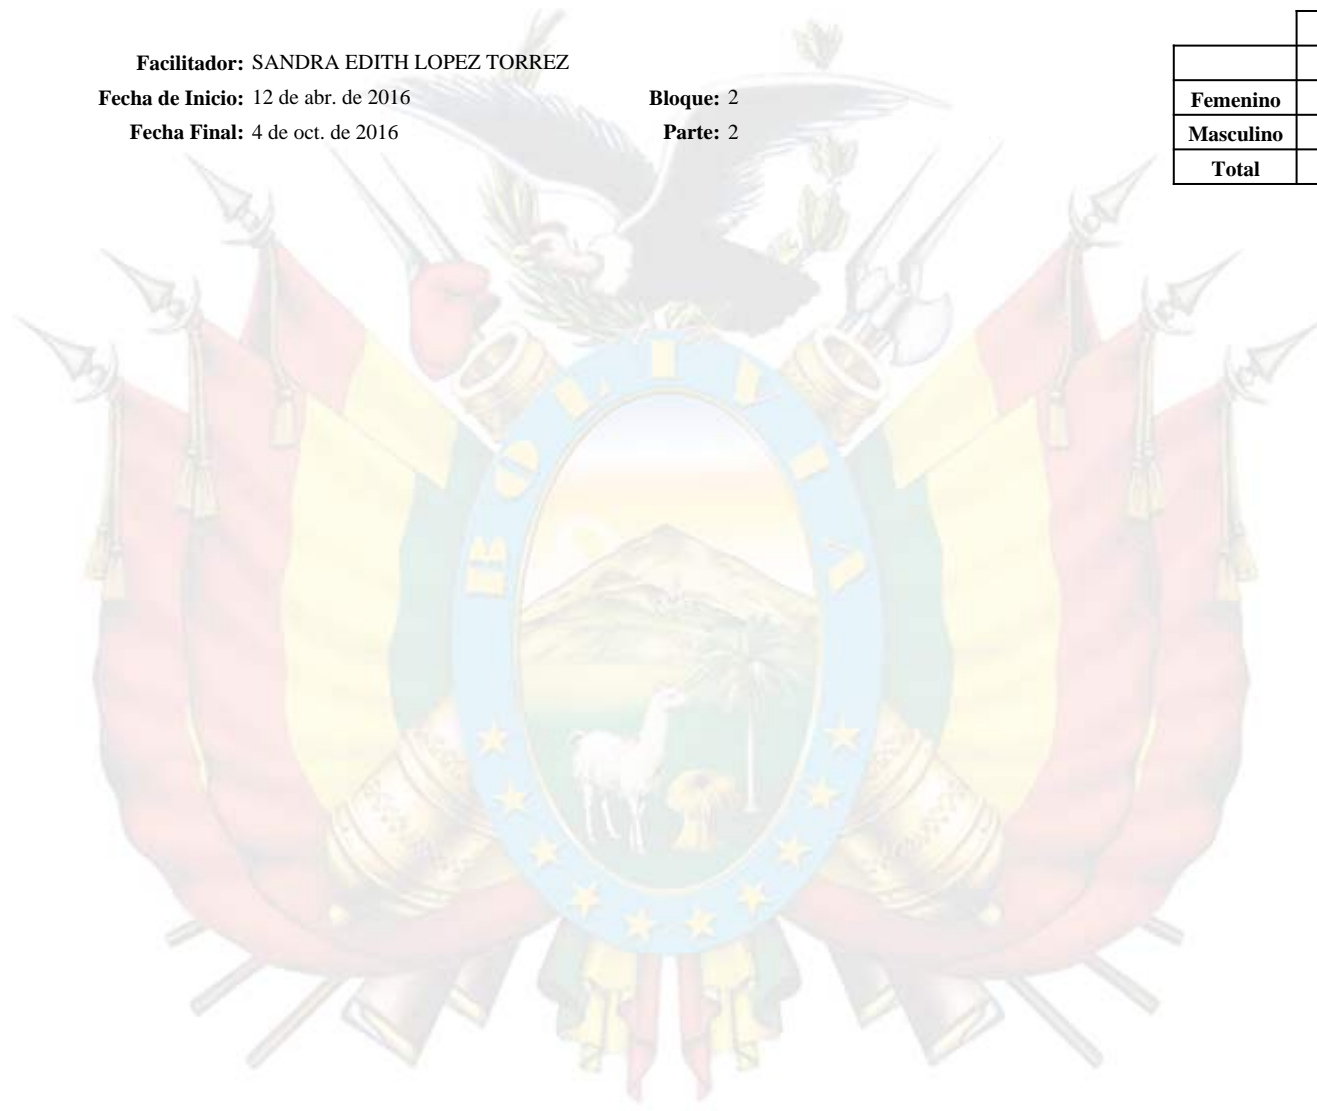 Facilitador: SANDRA EDITH LOPEZ TORREZ
Fecha de Inicio: 12 de abr. de 2016 Bloque: 2
Fecha Final: 4 de oct. de 2016 Parte: 2
Femenino
Masculino
Total
BOLIVIA